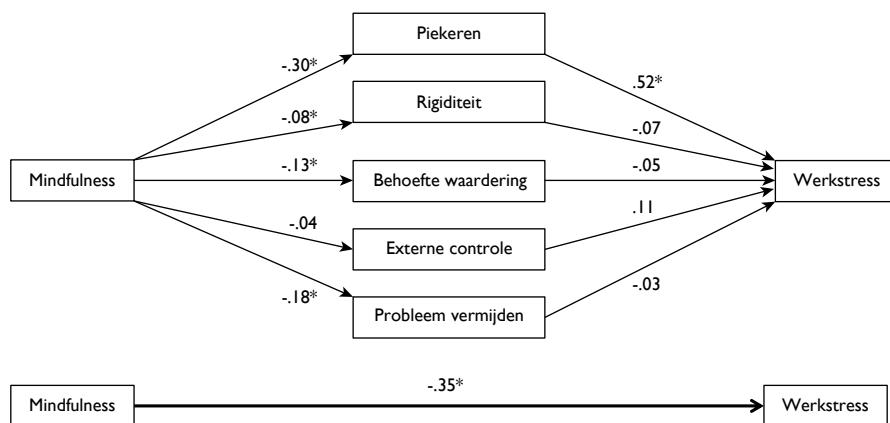 Piekeren
-.30*
.52*
Rigiditeit
-.08*
-.07
-.13*
-.05
Mindfulness
Behoefte waardering
Werkstress
-.04
.11
Externe controle
-.18*
-.03
Probleem vermijden
-.35*
Mindfulness
Werkstress